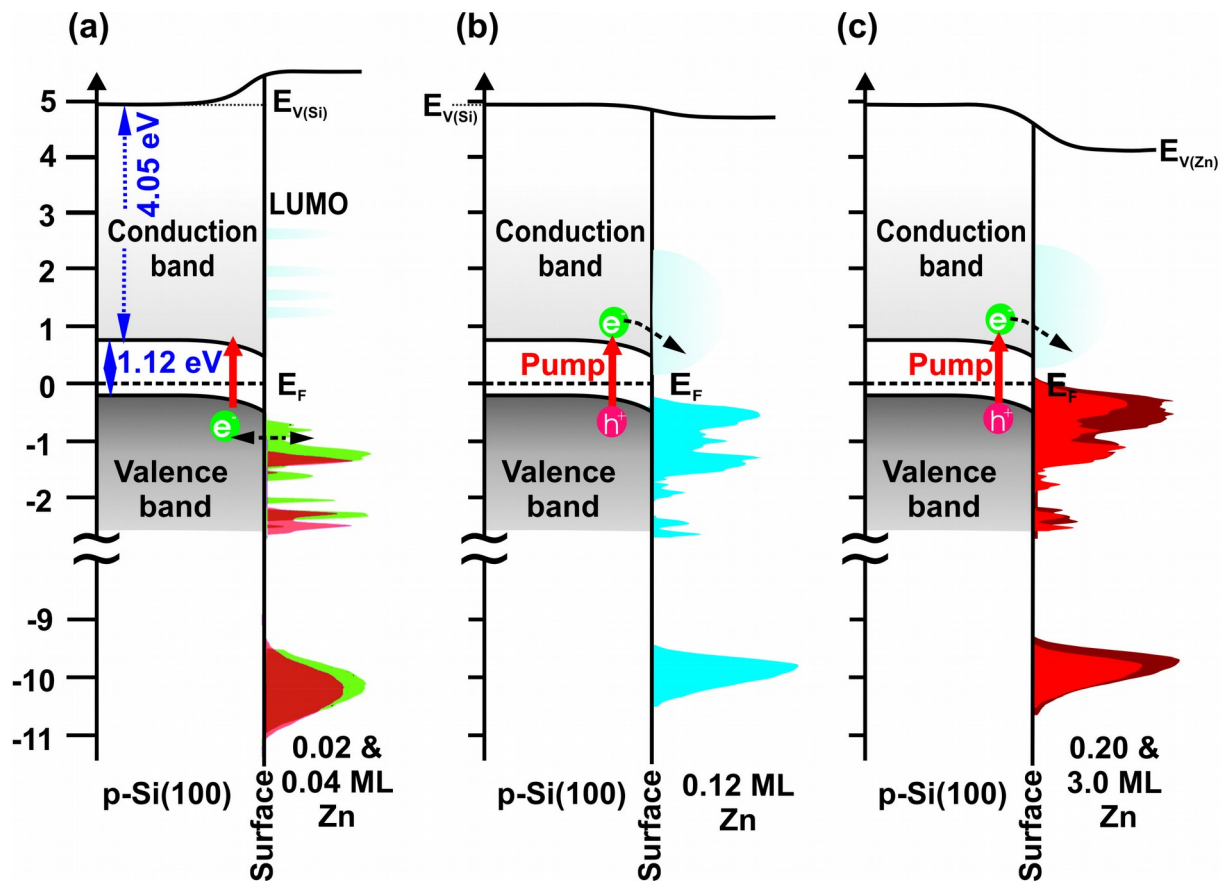 (a)
5
4
3
2
1
0
-1
-2
-9
-10
-11
4.05 eV
1.12 eV
E_V(Si)
LUMO
Conduction
band
E_F
e⁻
Valence
band
p-Si(100)
Surface
0.02 &
0.04 ML
Zn
(b)
E_V(Si)
Conduction
band
e⁻
Pump
E_F
h⁺
Valence
band
p-Si(100)
Surface
0.12 ML
Zn
(c)
E_V(Zn)
Conduction
band
e⁻
Pump
E_F
h⁺
Valence
band
p-Si(100)
Surface
0.20 &
3.0 ML
Zn